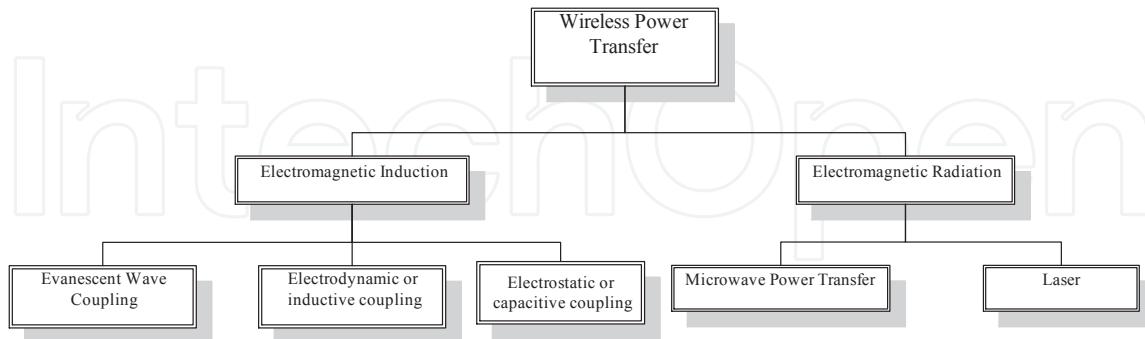 Wireless Power
Transfer
IntechOpen
Electromagnetic Induction
Electromagnetic Radiation
Evanescent Wave
Coupling
Electrodynamic or
inductive coupling
Electrostatic or
capacitive coupling
Microwave Power Transfer
Laser